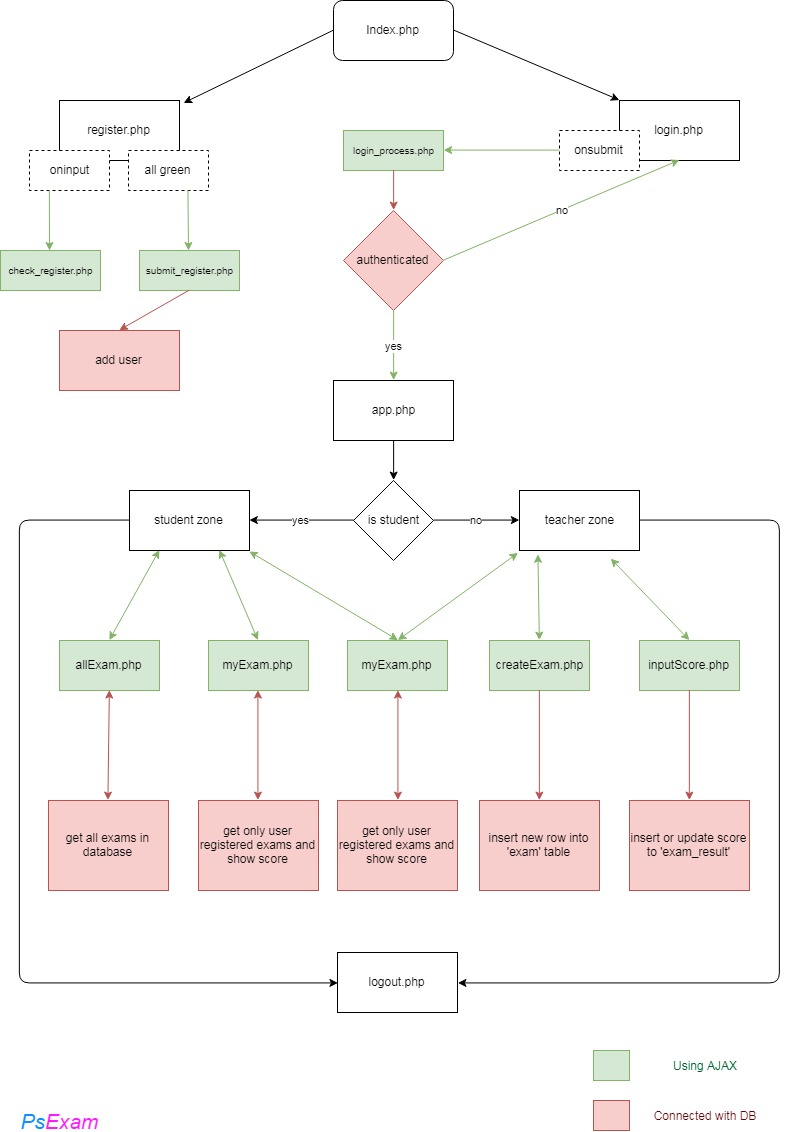 Index.php
register.php
login.php
oninput
all green
login_process.php
onsubmit
no
check_register.php
submit_register.php
authenticated
add user
yes
app.php
student zone
yes
is student
no
teacher zone
allExam.php
myExam.php
myExam.php
createExam.php
inputScore.php
get all exams in
database
get only user
registered exams and
show score
get only user
registered exams and
show score
insert new row into
'exam' table
insert or update score
to 'exam_result'
logout.php
Using AJAX
Connected with DB
PsExam